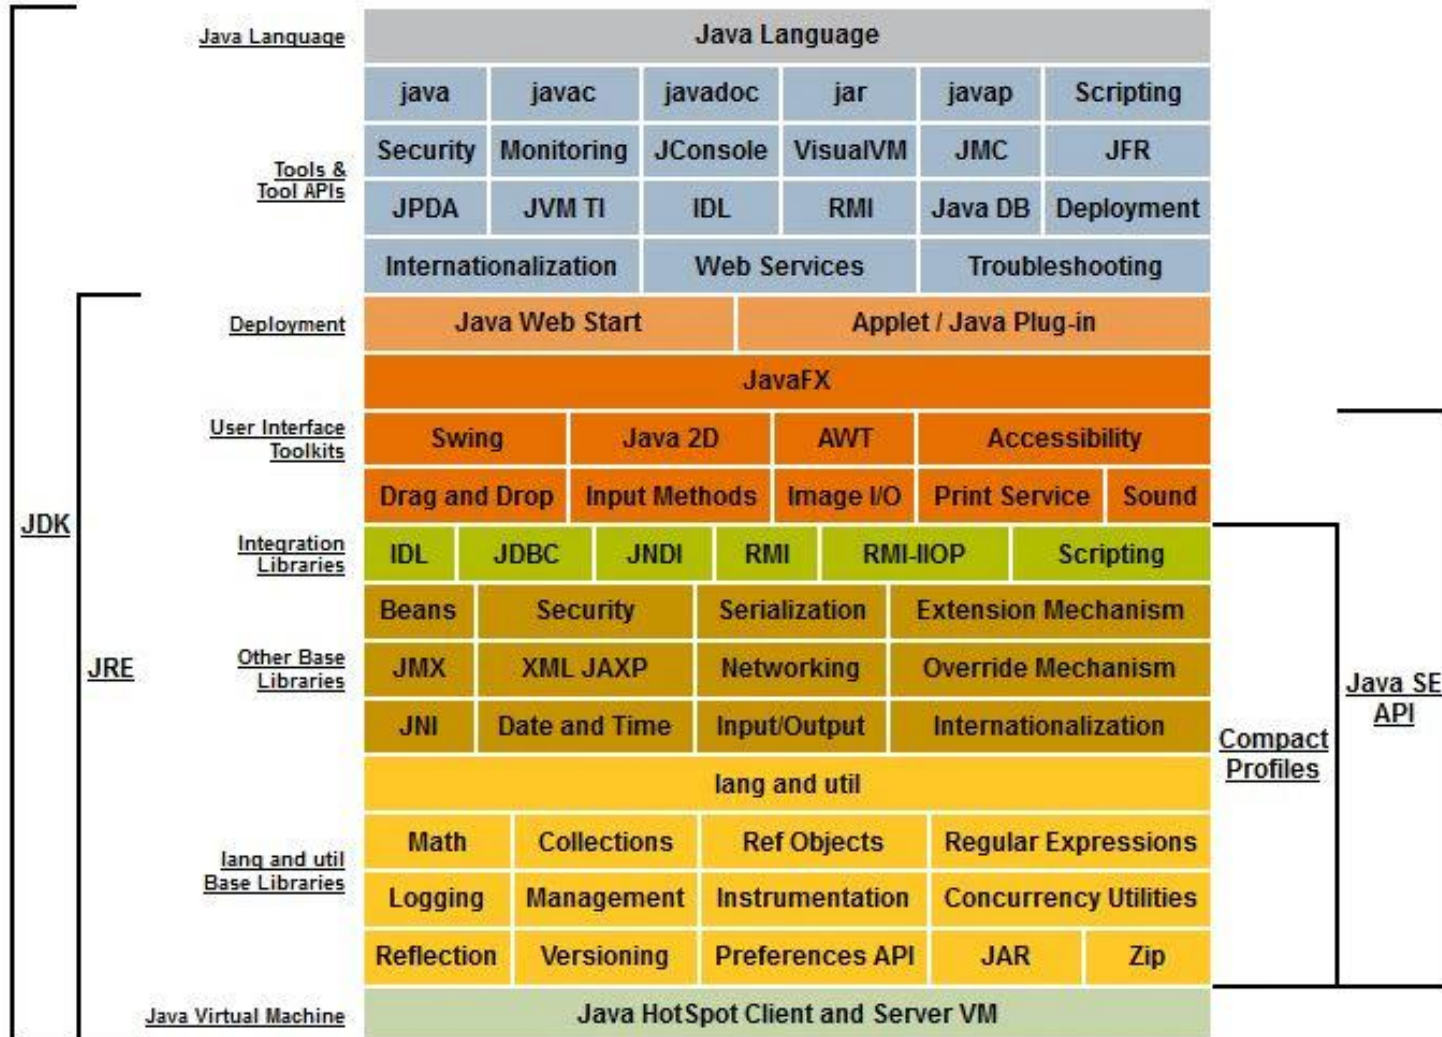 Java Language
Java Language
java javac javadoc jar javap Scripting
Tools &
Tool APIs
Security Monitoring JConsole VisualVM JMC JFR
JPDA JVM TI IDL RMI Java DB Deployment
Internationalization Web Services Troubleshooting
Deployment
Java Web Start Applet / Java Plug-in
JavaFX
User Interface
Toolkits
Swing Java 2D AWT Accessibility
Drag and Drop Input Methods Image I/O Print Service Sound
JDK
Integration
Libraries
IDL JDBC JNDI RMI RMI-IIOP Scripting
Beans Security Serialization Extension Mechanism
JRE
Other Base
Libraries
JMX XML JAXP Networking Override Mechanism
Java SE
API
JNI Date and Time Input/Output Internationalization
Compact
Profiles
lang and util
lang and util
Base Libraries
Math Collections Ref Objects Regular Expressions
Logging Management Instrumentation Concurrency Utilities
Reflection Versioning Preferences API JAR Zip
Java Virtual Machine
Java HotSpot Client and Server VM